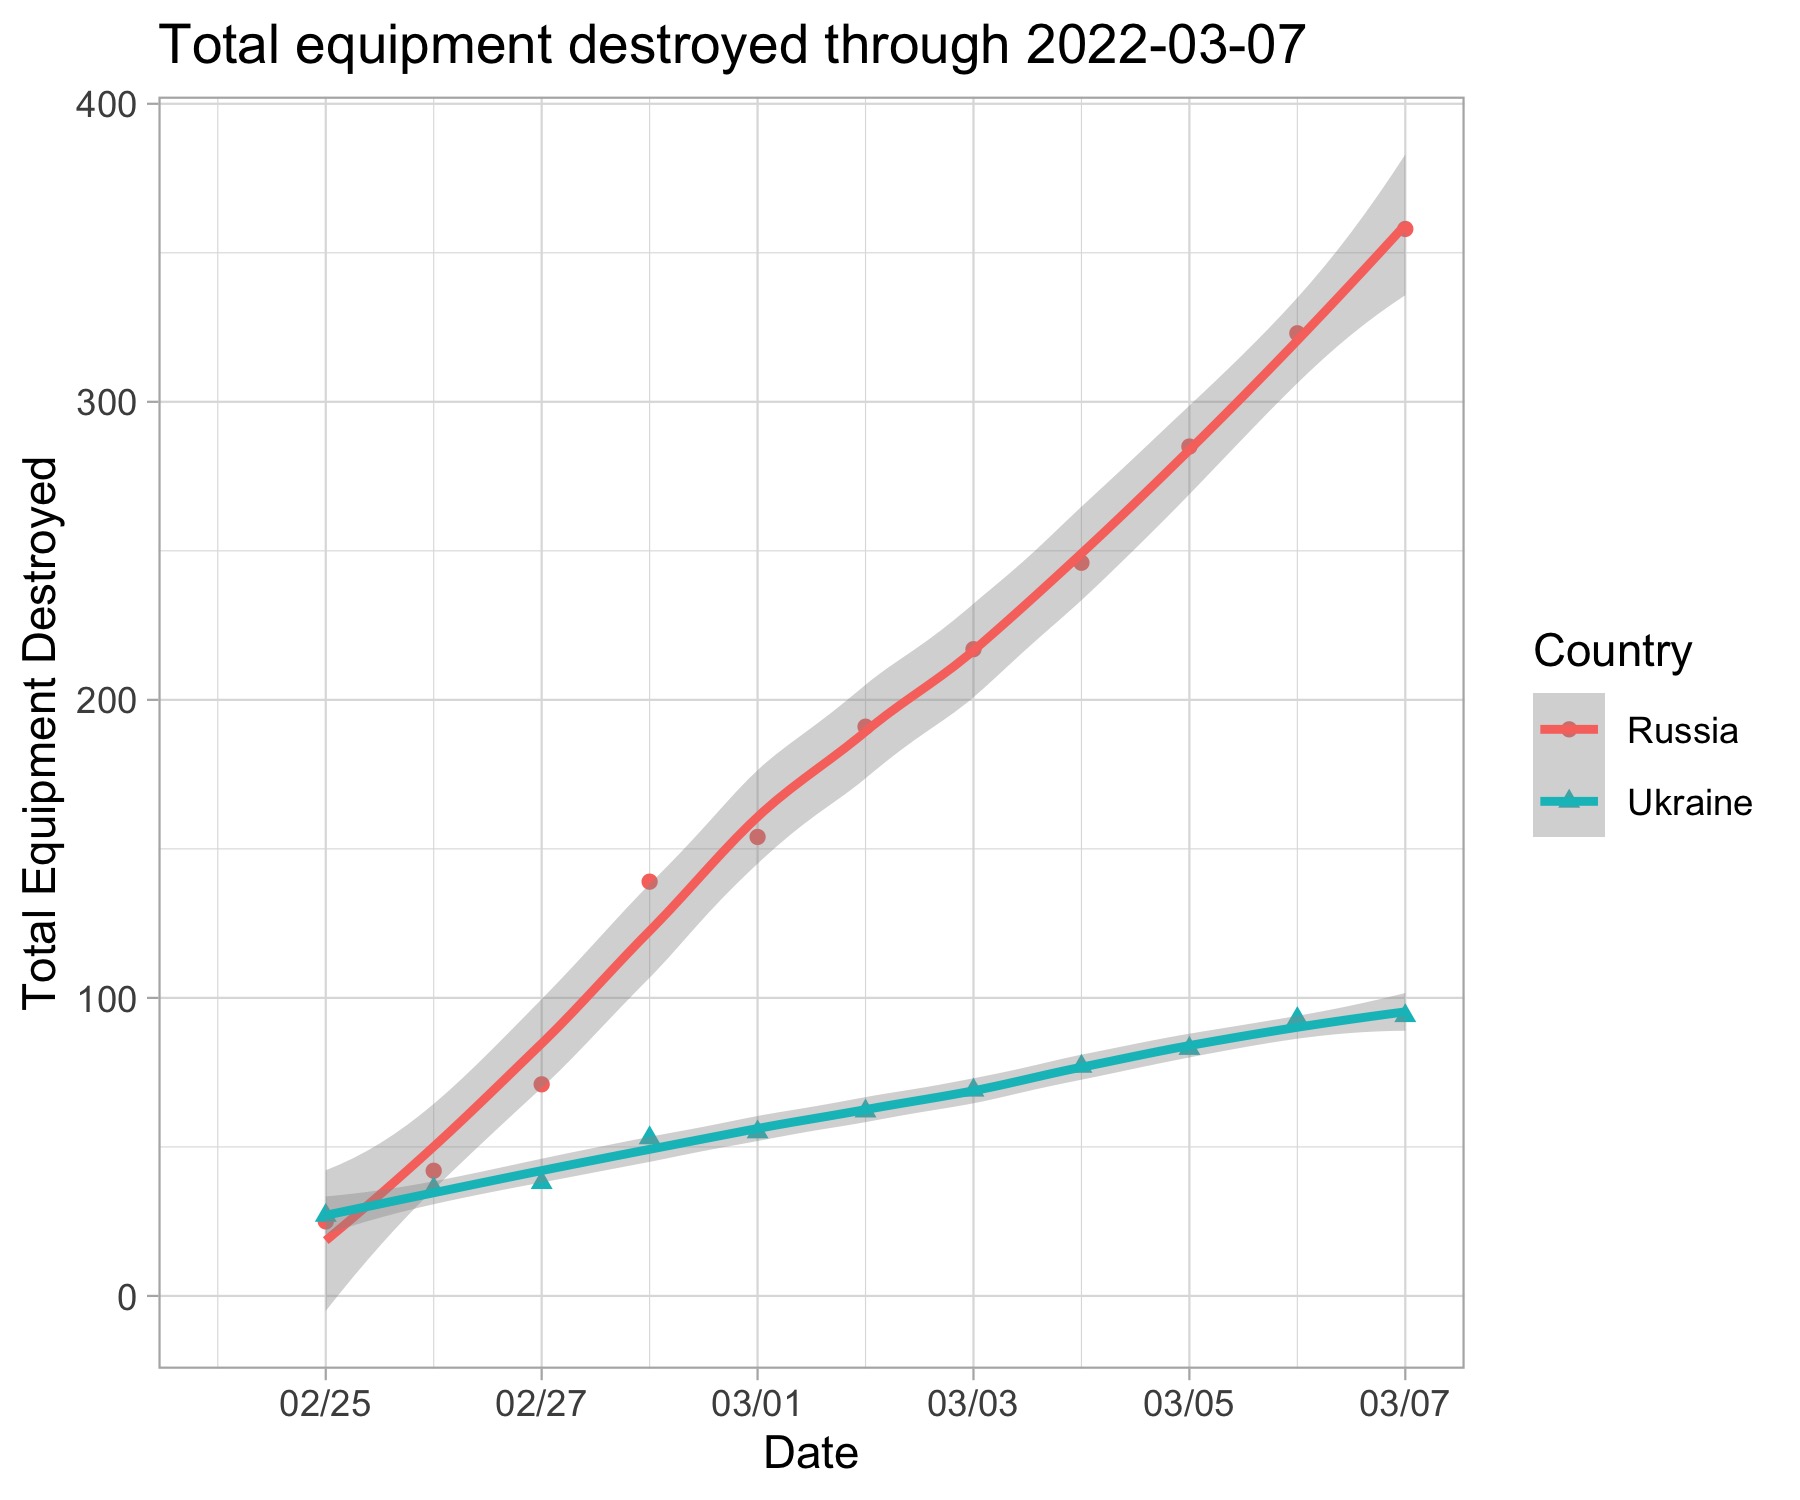 Total equipment destroyed through 2022-03-07
400
300
200
100
0
Total Equipment Destroyed
02/25
02/27
03/01
03/03
03/05
03/07
Date
Country
Russia
Ukraine